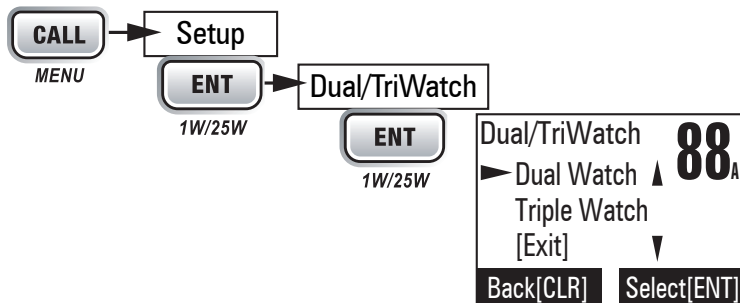 CALL
MENU
Setup
ENT
1W/25W
Dual/TriWatch
ENT
1W/25W
Dual/TriWatch
88A
Dual Watch
Triple Watch
[Exit]
Back[CLR]
Select[ENT]